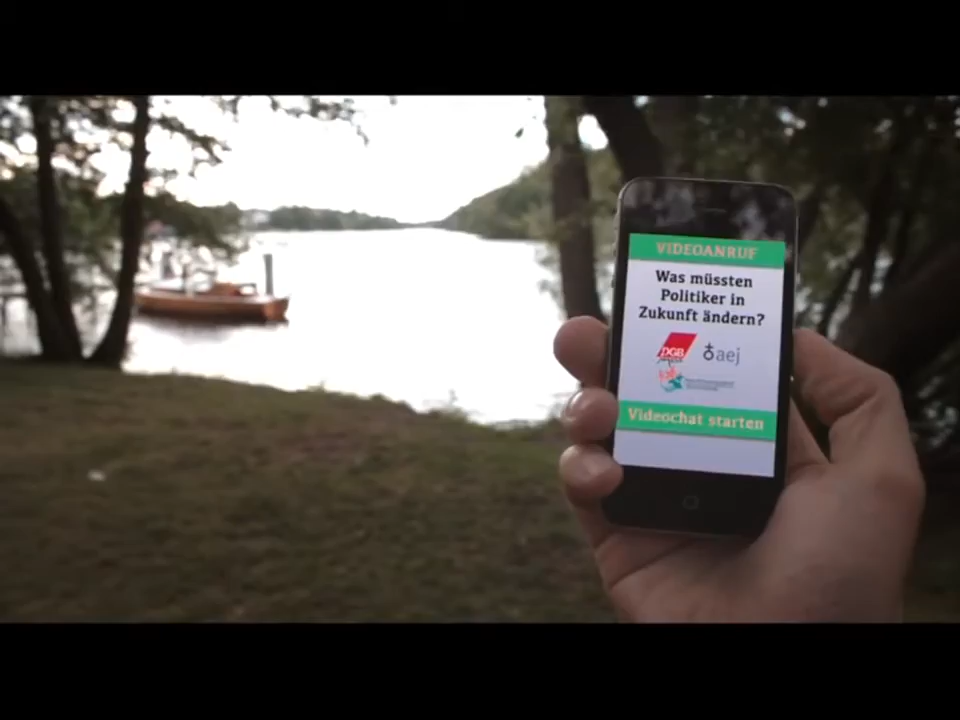 VIDEOANRUF
Was müssten
Politiker in
Zukunft ändern?
DGB
aej
Videochat starten